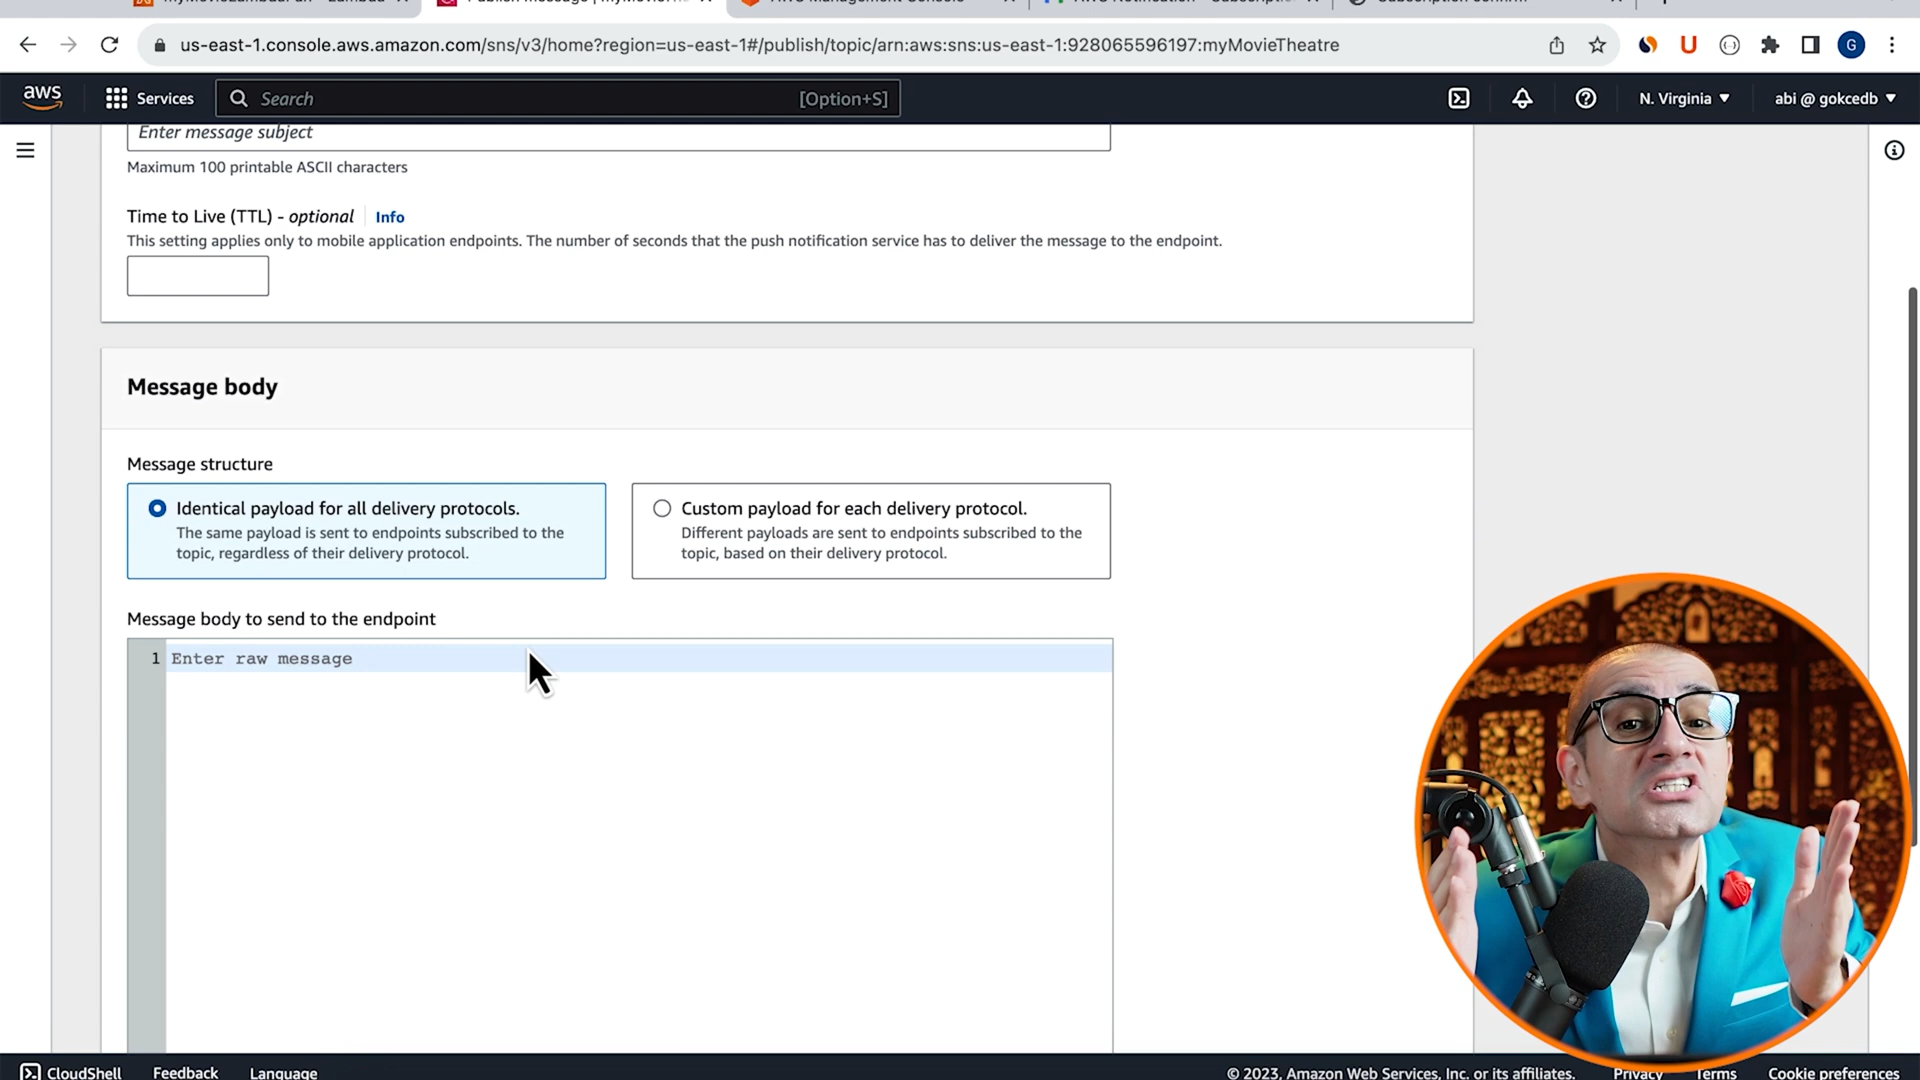 us-east-1.console.aws.amazon.com/sns/v3/home?region=us-east-1#/publish/topic/arn:aws:sns:us-east-1:928065596197:myMovieTheatre
G
aws
Services
Search
[Option+S]
N. Virginia
abi @ gokcedb
Enter message subject
Maximum 100 printable ASCII characters
Time to Live (TTL) - optional
Info
This setting applies only to mobile application endpoints. The number of seconds that the push notification service has to deliver the message to the endpoint.
Message body
Message structure
Identical payload for all delivery protocols.
The same payload is sent to endpoints subscribed to the
topic, regardless of their delivery protocol.
Custom payload for each delivery protocol.
Different payloads are sent to endpoints subscribed to the
topic, based on their delivery protocol.
Message body to send to the endpoint
1 Enter raw message
CloudShell
Feedback
Language
© 2023, Amazon Web Services, Inc. or its affiliates.
Privacy
Terms
Cookie preferences